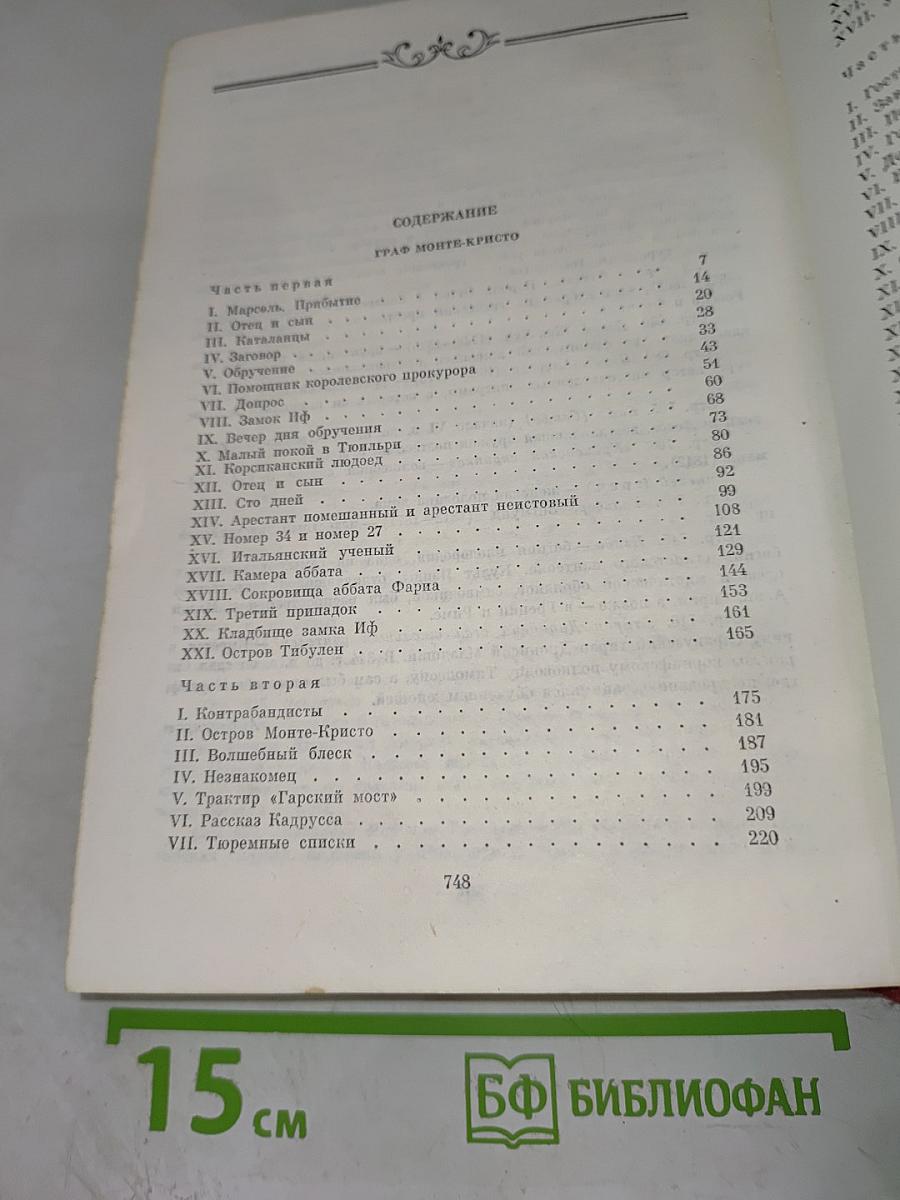 СОДЕРЖАНИЕ
ГРАФ МОНТЕ-КРИСТО
Часть первая
I. Марсель. Прибытие . . . . . . . . . . . . . . . 7
II. Отец и сын . . . . . . . . . . . . . . . 14
III. Каталанцы . . . . . . . . . . . . . . . 20
IV. Заговор . . . . . . . . . . . . . . . 28
V. Обручение . . . . . . . . . . . . . . . 33
VI. Помощник королевского прокурора . . . . . . . . 43
VII. Допрос . . . . . . . . . . . . . . . 51
VIII. Замок Иф . . . . . . . . . . . . . . . 60
IX. Вечер дня обручения . . . . . . . . . . . . 68
X. Малый покой в Тюильри . . . . . . . . . . . 73
XI. Корсиканский людоед . . . . . . . . . . . . 80
XII. Отец и сын . . . . . . . . . . . . . . . 86
XIII. Сто дней . . . . . . . . . . . . . . . 92
XIV. Арестант помешанный и арестант неистовый . . . . . 99
XV. Номер 34 и номер 27 . . . . . . . . . . . . 108
XVI. Итальянский ученый . . . . . . . . . . . . 121
XVII. Камера аббата . . . . . . . . . . . . . . 129
XVIII. Сокровища аббата Фариа . . . . . . . . . . 144
XIX. Третий припадок . . . . . . . . . . . . . 153
XX. Кладбище замка Иф . . . . . . . . . . . . . 161
XXI. Остров Тибулен . . . . . . . . . . . . . . 165
Часть вторая
I. Контрабандисты . . . . . . . . . . . . . . 175
II. Остров Монте-Кристо . . . . . . . . . . . . 181
III. Волшебный блеск . . . . . . . . . . . . . 187
IV. Незнакомец . . . . . . . . . . . . . . . 195
V. Трактир «Гарский мост» . . . . . . . . . . . 199
VI. Рассказ Кадрусса . . . . . . . . . . . . . 209
VII. Тюремные списки . . . . . . . . . . . . . 220
748
15 см
БФ БИБЛИОФАН